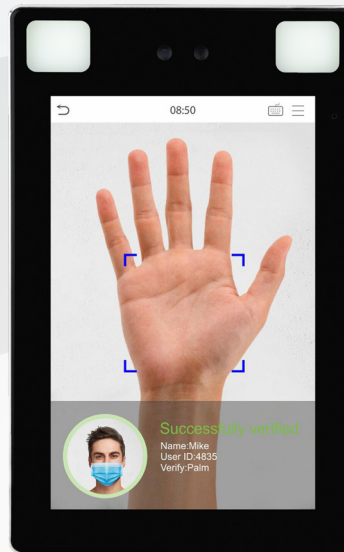 08:50
Successfully verified
Name:Mike
User ID:4835
Verify:Palm